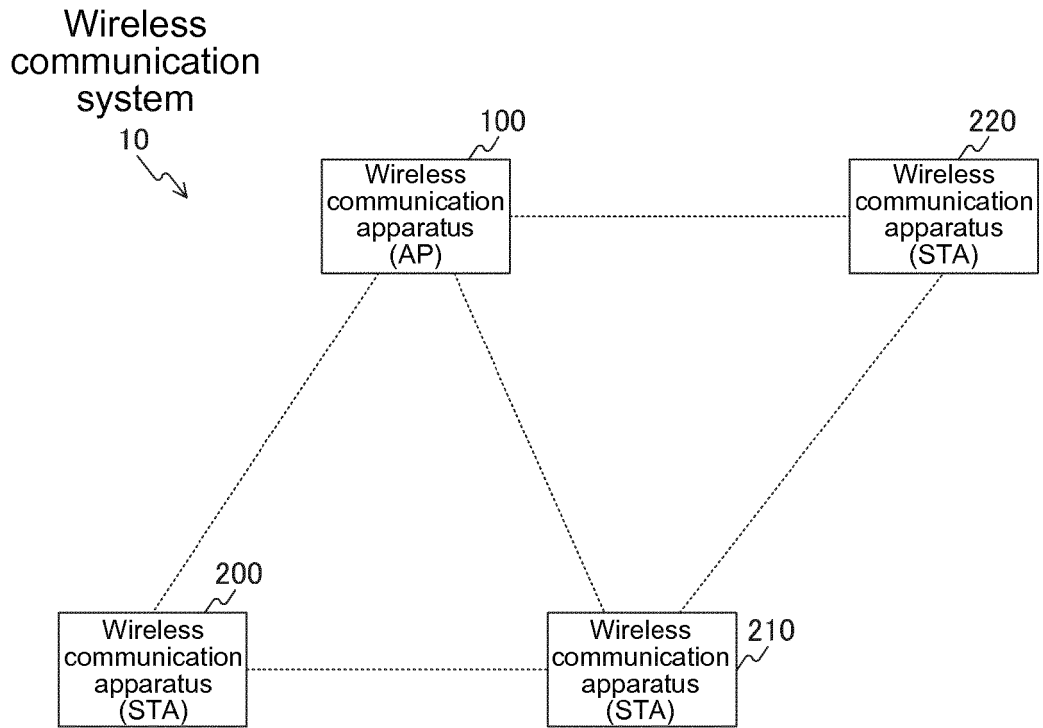 Wireless
communication
system
10
100
Wireless
communication
apparatus
(AP)
220
Wireless
communication
apparatus
(STA)
200
Wireless
communication
apparatus
(STA)
210
Wireless
communication
apparatus
(STA)